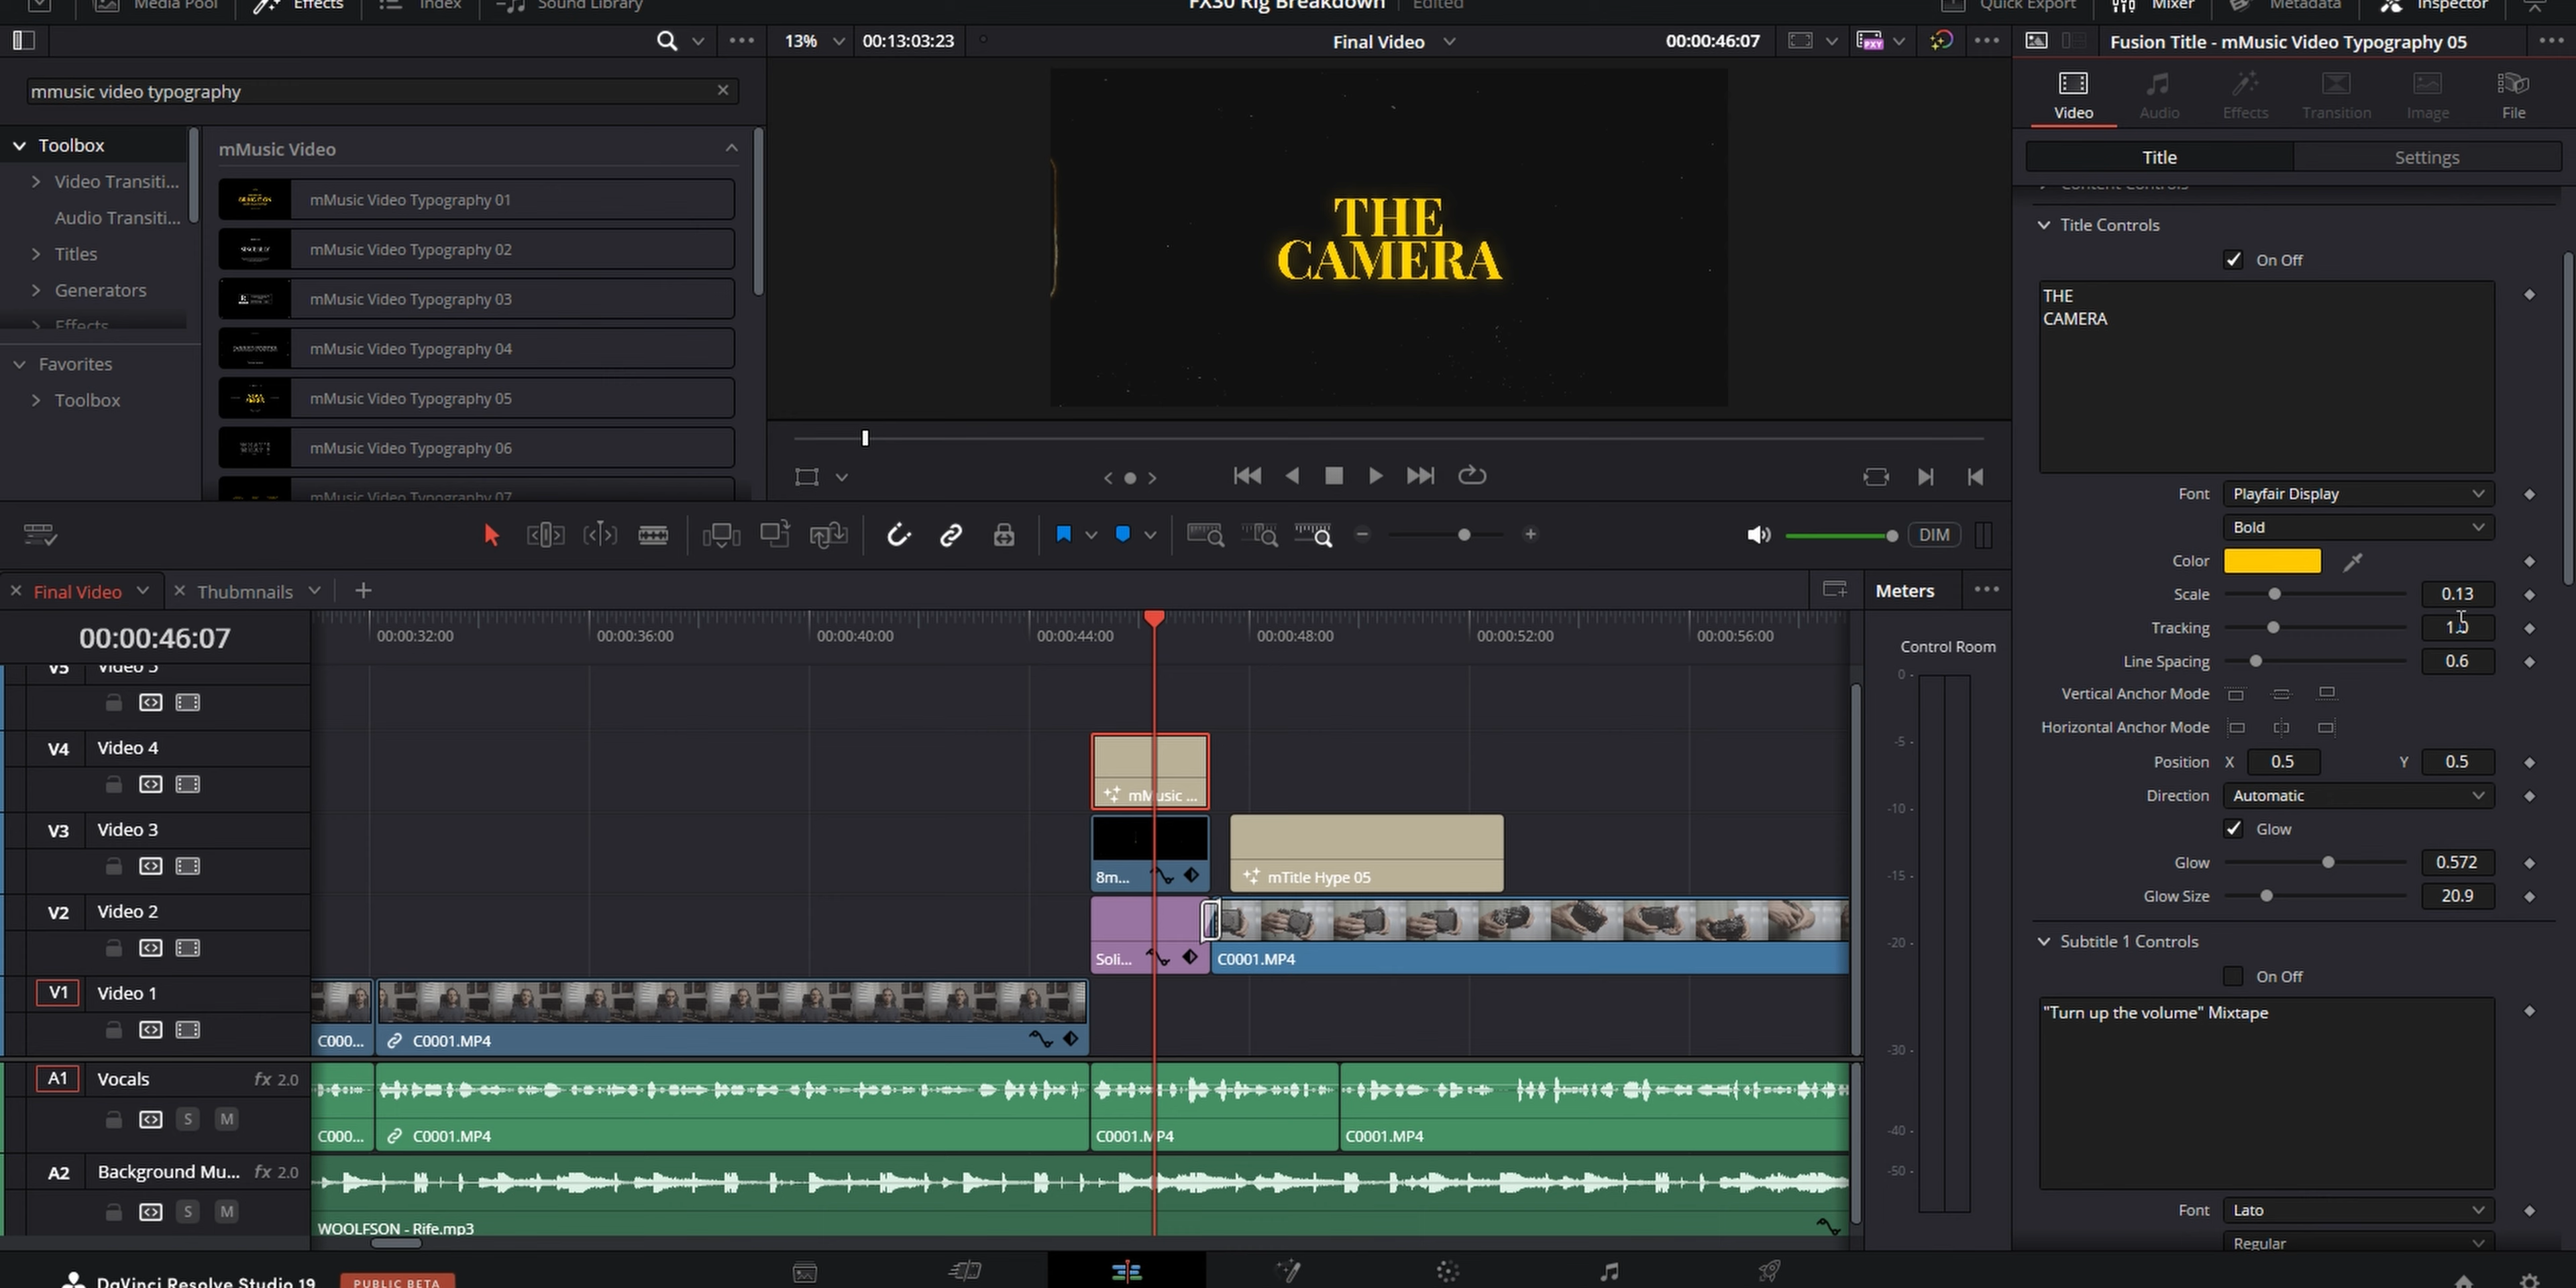 Media Pool
Effects
Index
Sound Library
FX30 Rig Breakdown
Edited
Quick Export
Mixer
Metadata
Inspector
13%
00:13:03:23
Final Video
00:00:46:07
PXY
Fusion Title - mMusic Video Typography 05
mmusic video typography
Toolbox
Video Transiti...
Audio Transiti...
Titles
Generators
Effects
Favorites
Toolbox
mMusic Video
mMusic Video Typography 01
mMusic Video Typography 02
mMusic Video Typography 03
mMusic Video Typography 04
mMusic Video Typography 05
mMusic Video Typography 06
mMusic Video Typography 07
THE
CAMERA
Video
Audio
Effects
Transition
Image
File
Title
Settings
Content Controls
Title Controls
On Off
THE
CAMERA
Font
Playfair Display
Bold
Color
Scale
0.13
Tracking
1.0
Line Spacing
0.6
Vertical Anchor Mode
Horizontal Anchor Mode
Position
X
0.5
Y
0.5
Direction
Automatic
Glow
Glow
0.572
Glow Size
20.9
Subtitle 1 Controls
On Off
"Turn up the volume" Mixtape
Font
Lato
Regular
DIM
Final Video
Thubmnails
Meters
00:00:46:07
00:00:32:00
00:00:36:00
00:00:40:00
00:00:44:00
00:00:48:00
00:00:52:00
00:00:56:00
Control Room
0
-5
-10
-15
-20
-30
-40
-50
V5
Video 5
V4
Video 4
mMusic ...
V3
Video 3
8m...
mTitle Hype 05
V2
Video 2
Soli...
C0001.MP4
V1
Video 1
C000...
C0001.MP4
A1
Vocals
fx 2.0
S
M
C000...
C0001.MP4
C0001.MP4
C0001.MP4
A2
Background Mu...
fx 2.0
S
M
WOOLFSON - Rife.mp3
DaVinci Resolve Studio 19
PUBLIC BETA